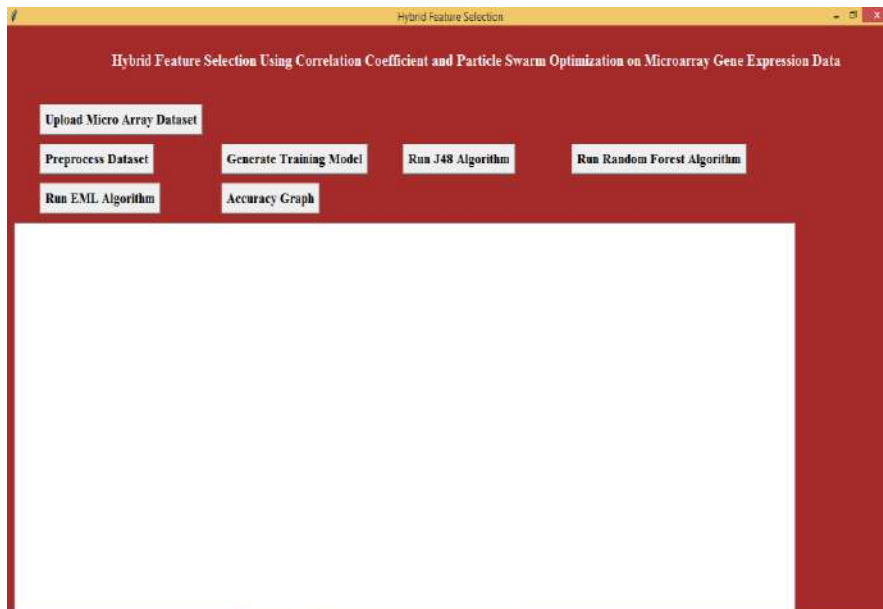 Hybrid Feature Selection
Hybrid Feature Selection Using Correlation Coefficient and Particle Swarm Optimization on Microarray Gene Expression Data
Upload Micro Array Dataset
Preprocess Dataset Generate Training Model Run J48 Algorithm Run Random Forest Algorithm
Run EML Algorithm Accuracy Graph